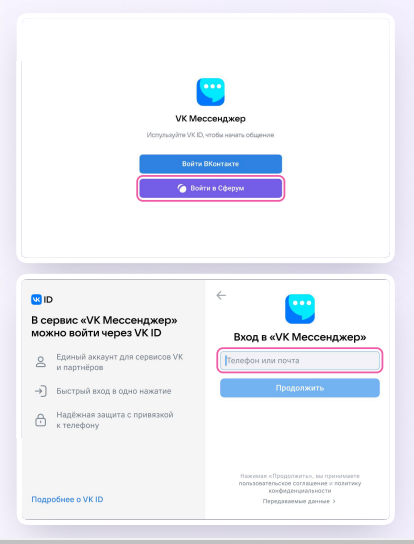 VK Мессенджер
Используйте VK ID, чтобы начать общение
Войти ВКонтакте
Войти в Сферум
VK ID
В сервис «VK Мессенджер»
можно войти через VK ID
Единый аккаунт для сервисов VK
и партнёров
Быстрый вход в одно нажатие
Надёжная защита с привязкой
к телефону
Подробнее о VK ID
Вход в «VK Мессенджер»
Телефон или почта
Продолжить
Нажимая «Продолжить», вы принимаете
пользовательское соглашение и политику
конфиденциальности
Передаваемые данные >